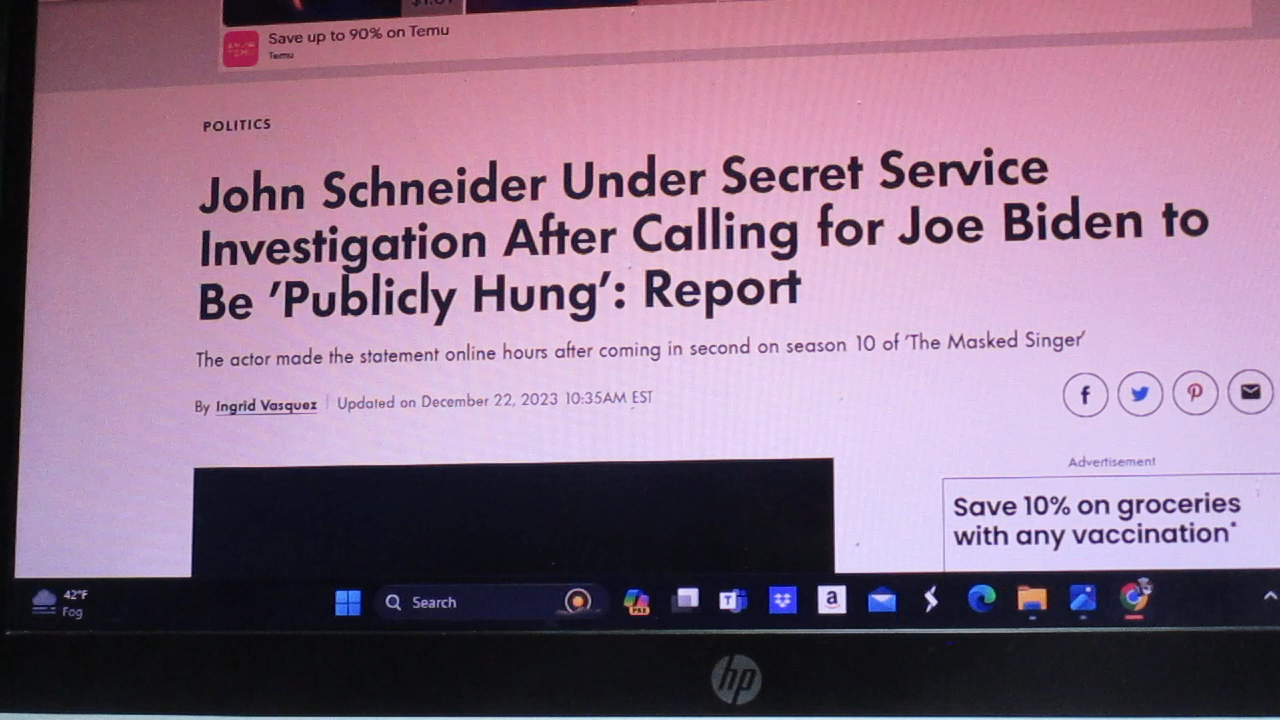 Save up to 90% on Temu
Temu
POLITICS
John Schneider Under Secret Service
Investigation After Calling for Joe Biden to
Be 'Publicly Hung': Report
The actor made the statement online hours after coming in second on season 10 of 'The Masked Singer'
By Ingrid Vasquez | Updated on December 22, 2023 10:35AM EST
Advertisement
Save 10% on groceries
with any vaccination*
42°F
Fog
Search
hp